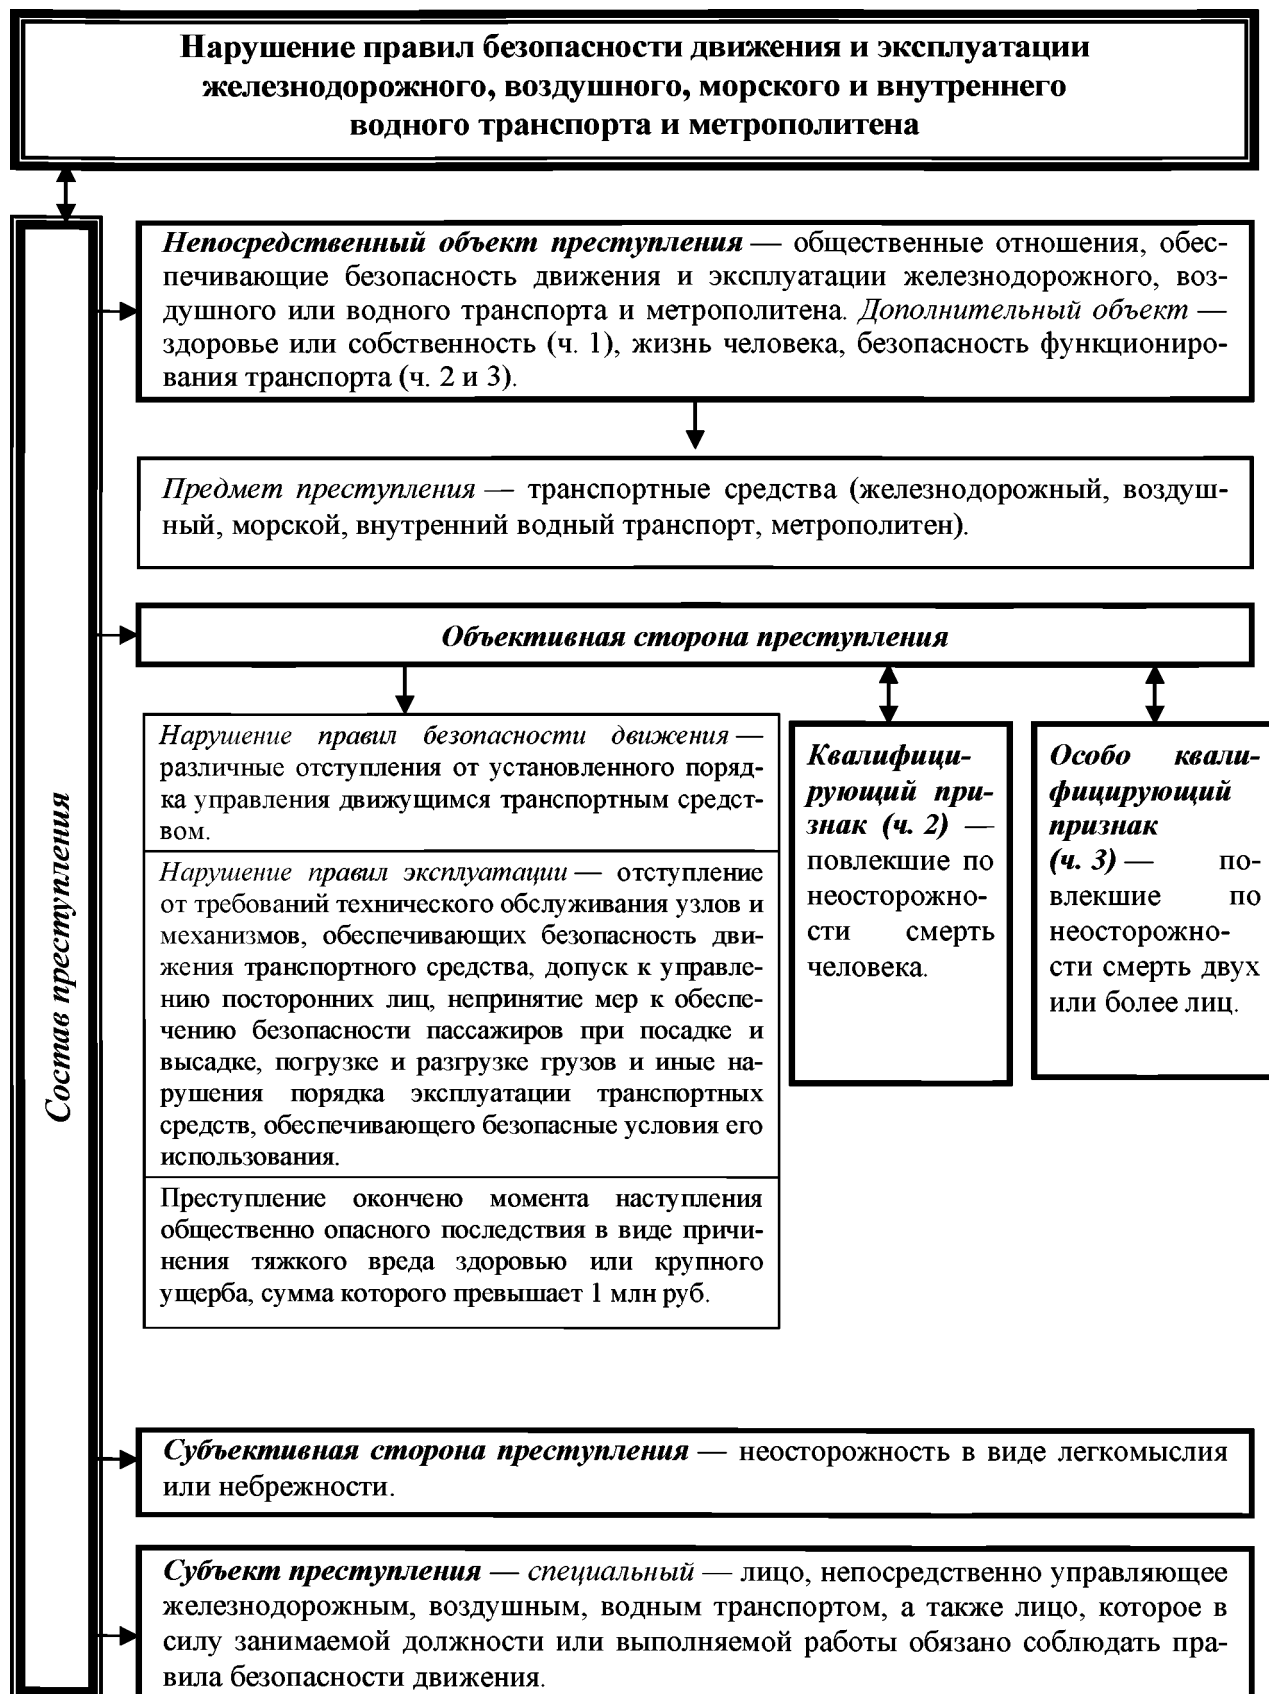 Нарушение правил безопасности движения и эксплуатации
железнодорожного, воздушного, морского и внутреннего
водного транспорта и метрополитена
Состав преступления
Непосредственный объект преступления — общественные отношения, обес-
печивающие безопасность движения и эксплуатации железнодорожного, воз-
душного или водного транспорта и метрополитена. Дополнительный объект —
здоровье или собственность (ч. 1), жизнь человека, безопасность функциониро-
вания транспорта (ч. 2 и 3).
Предмет преступления — транспортные средства (железнодорожный, воздуш-
ный, морской, внутренний водный транспорт, метрополитен).
Объективная сторона преступления
Нарушение правил безопасности движения —
различные отступления от установленного поряд-
ка управления движущимся транспортным средст-
вом.
Нарушение правил эксплуатации — отступление
от требований технического обслуживания узлов и
механизмов, обеспечивающих безопасность дви-
жения транспортного средства, допуск к управле-
нию посторонних лиц, непринятие мер к обеспе-
чению безопасности пассажиров при посадке и
высадке, погрузке и разгрузке грузов и иные на-
рушения порядка эксплуатации транспортных
средств, обеспечивающего безопасные условия его
использования.
Преступление окончено момента наступления
общественно опасного последствия в виде причи-
нения тяжкого вреда здоровью или крупного
ущерба, сумма которого превышает 1 млн руб.
Квалифици-
рующий при-
знак (ч. 2) —
повлекшие по
неосторожно-
сти смерть
человека.
Особо квали-
фицирующий
признак
(ч. 3) — по-
влекшие по
неосторожно-
сти смерть двух
или более лиц.
Субъективная сторона преступления — неосторожность в виде легкомыслия
или небрежности.
Субъект преступления — специальный — лицо, непосредственно управляющее
железнодорожным, воздушным, водным транспортом, а также лицо, которое в
силу занимаемой должности или выполняемой работы обязано соблюдать пра-
вила безопасности движения.